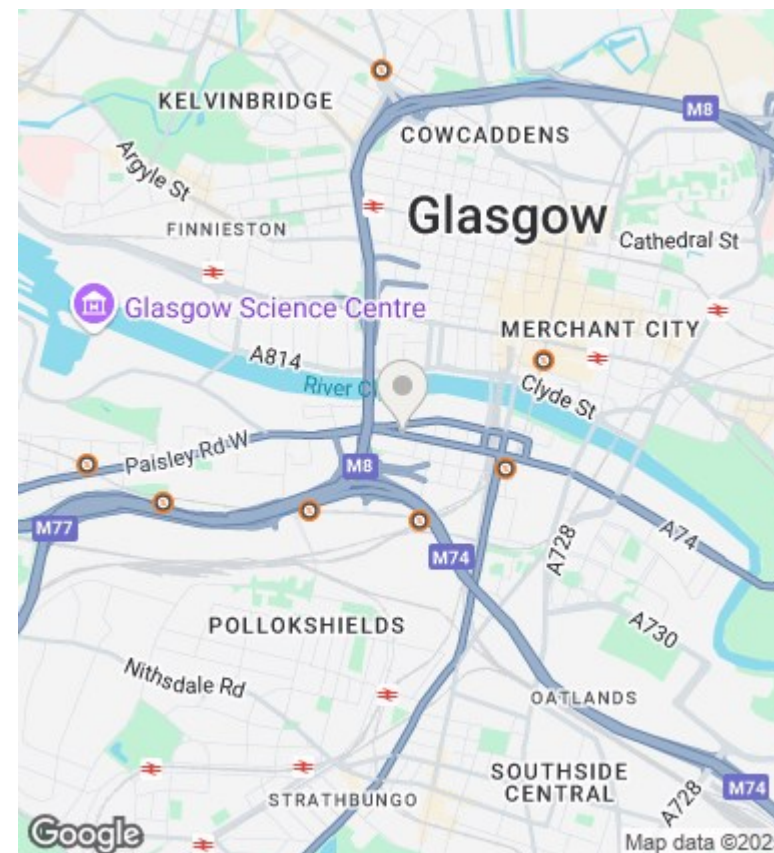 KELVINBRIDGE
M8
COWCADDENS
Argyle St
Glasgow
FINNIESTON
Cathedral St
Glasgow Science Centre
MERCHANT CITY
A814
River C
Clyde St
Paisley Rd W
M8
M77
A74
A728
M74
POLLOKSHIELDS
A730
Nithsdale Rd
OATLANDS
SOUTHSIDE
CENTRAL
M74
A728
STRATHBUNGO
Google
Map data ©202